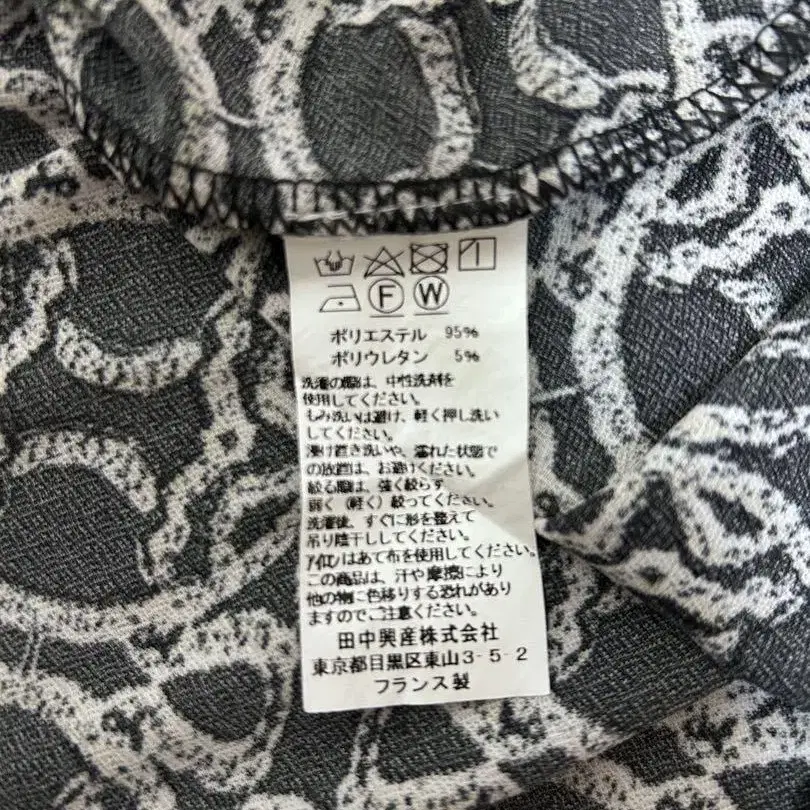 F W
ポリエステル 95%
ポリウレタン 5%
洗濯の際は、中性洗剤を
使用してください。
もみ洗いは避け、軽く押し洗い
してください。
浸け置き洗いや、濡れた状態で
の放置は、お避けください。
絞る際は、強く絞らず
弱く(軽く)絞ってください。
洗濯後、すぐに形を整えて
吊り陰干ししてください。
アイロンはあて布を使用してください。
この商品は、汗や摩擦により
他の物に色移りする恐れがあり
ますのでご注意ください。
田中興産株式会社
東京都目黒区東山3-5-2
フランス製